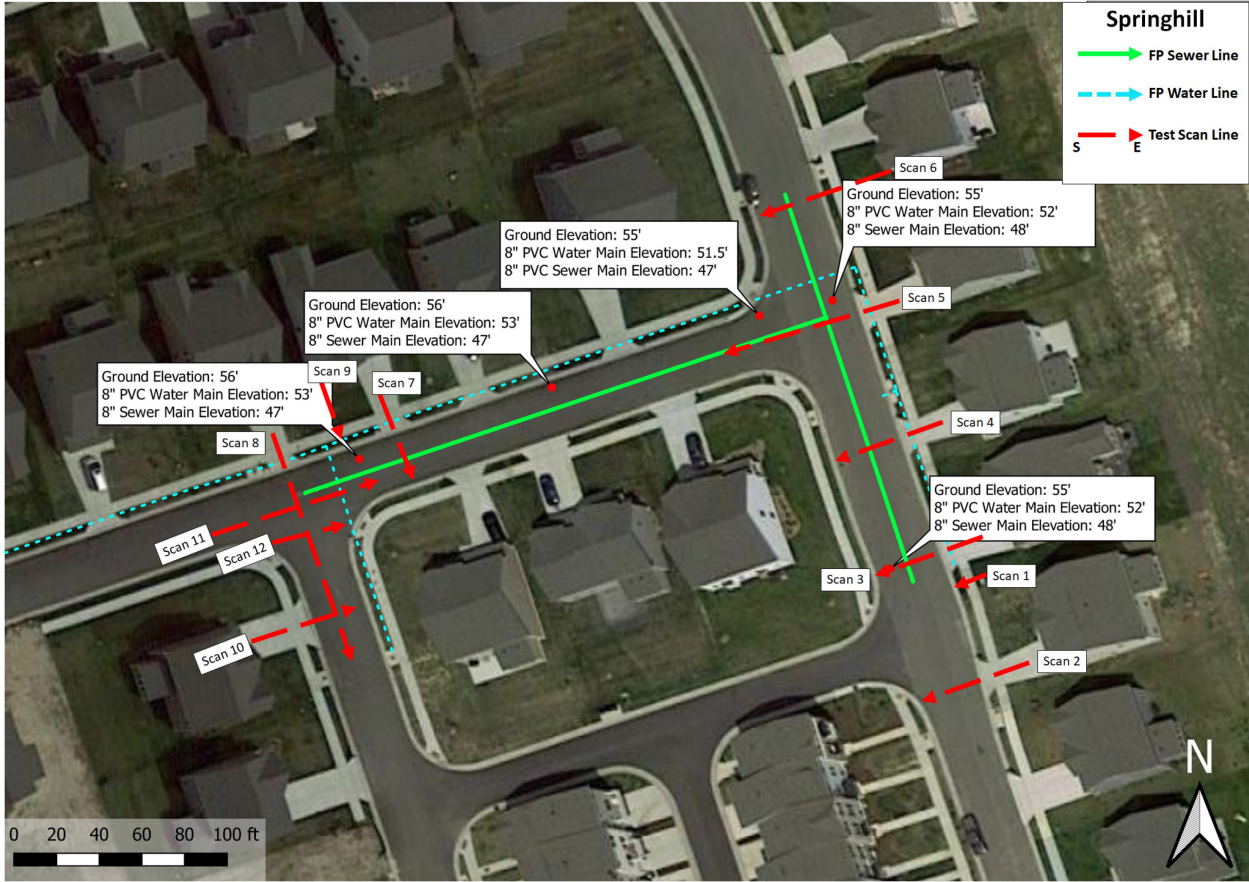 Springhill
FP Sewer Line
FP Water Line
Test Scan Line
S E
Scan 6
Ground Elevation: 55'
8" PVC Water Main Elevation: 52'
8" Sewer Main Elevation: 48'
Ground Elevation: 55'
8" PVC Water Main Elevation: 51.5'
8" PVC Sewer Main Elevation: 47'
Scan 5
Ground Elevation: 56'
8" PVC Water Main Elevation: 53'
8" Sewer Main Elevation: 47'
Scan 9
Scan 7
Ground Elevation: 56'
8" PVC Water Main Elevation: 53'
8" Sewer Main Elevation: 47'
Scan 8
Scan 4
Ground Elevation: 55'
8" PVC Water Main Elevation: 52'
8" Sewer Main Elevation: 48'
Scan 11
Scan 12
Scan 3
Scan 1
Scan 10
Scan 2
N
0 20 40 60 80 100 ft